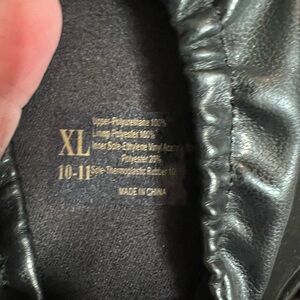 Upper-Polyurethane 100%
Lining Polyester 100%
XL Inner Sole-Ethylene Vinyl
Polyester 20%
10-11 Sole-Thermoplastic Rubber
MADE IN CHINA